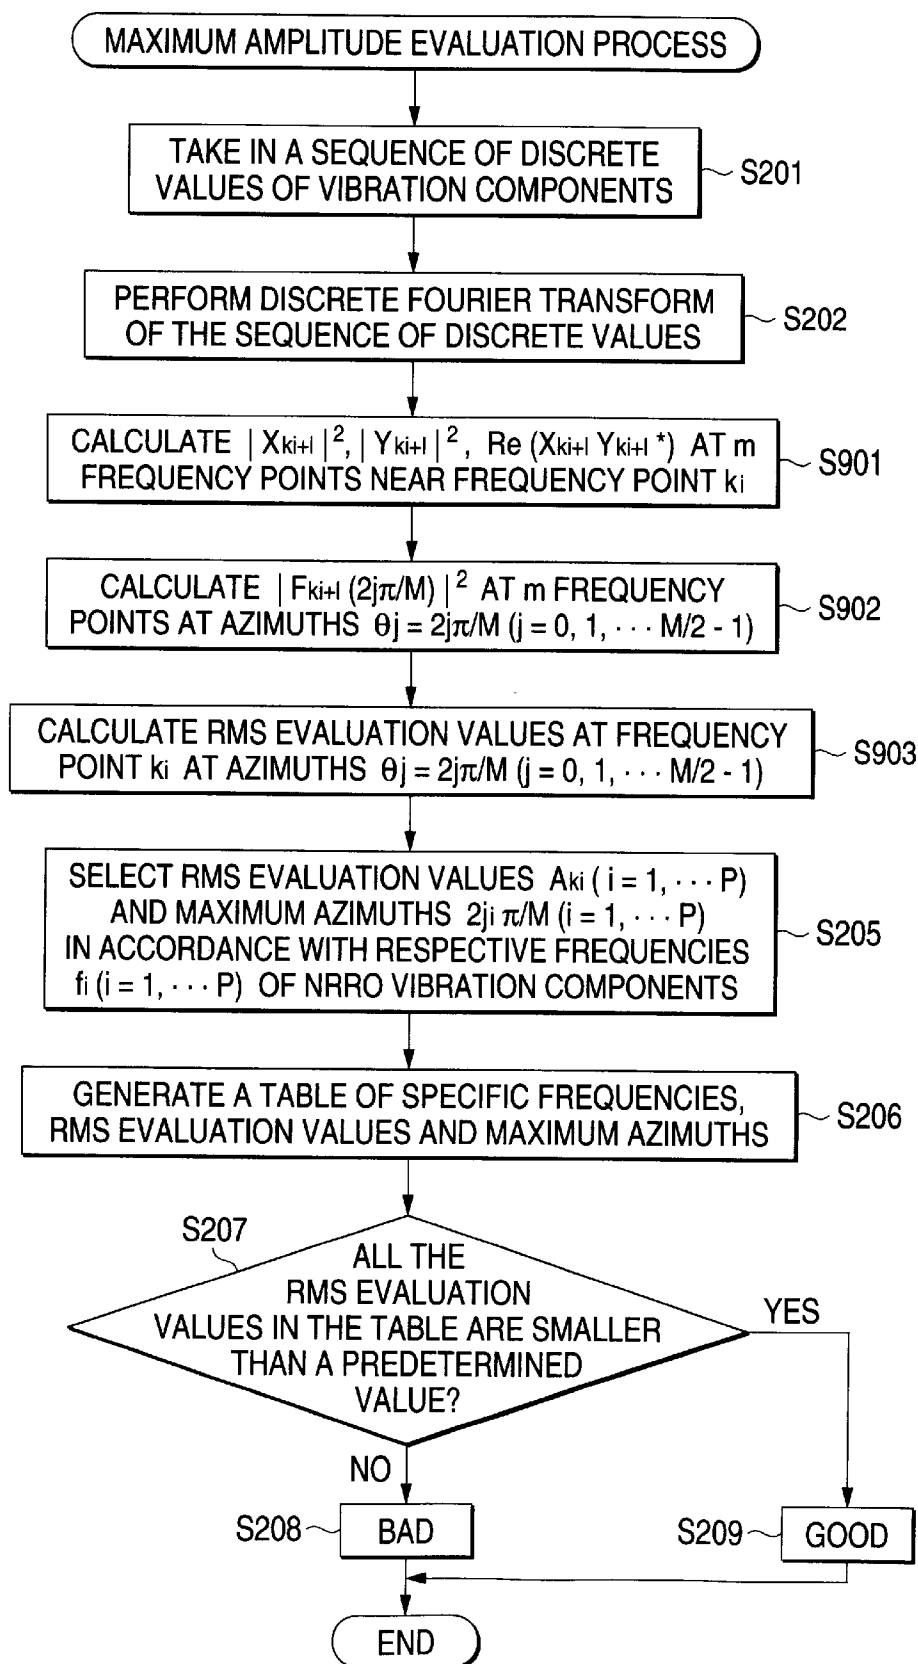 MAXIMUM AMPLITUDE EVALUATION PROCESS
TAKE IN A SEQUENCE OF DISCRETE
VALUES OF VIBRATION COMPONENTS
S201
PERFORM DISCRETE FOURIER TRANSFORM
OF THE SEQUENCE OF DISCRETE VALUES
S202
CALCULATE | Xki+l |², | Yki+l |², Re (Xki+l Yki+l *) AT m
FREQUENCY POINTS NEAR FREQUENCY POINT ki
S901
CALCULATE | Fki+l (2jπ/M) |² AT m FREQUENCY
POINTS AT AZIMUTHS θj = 2jπ/M (j = 0, 1, ··· M/2 - 1)
S902
CALCULATE RMS EVALUATION VALUES AT FREQUENCY
POINT ki AT AZIMUTHS θj = 2jπ/M (j = 0, 1, ··· M/2 - 1)
S903
SELECT RMS EVALUATION VALUES Aki ( i = 1, ··· P)
AND MAXIMUM AZIMUTHS 2ji π/M (i = 1, ··· P)
IN ACCORDANCE WITH RESPECTIVE FREQUENCIES
fi (i = 1, ··· P) OF NRRO VIBRATION COMPONENTS
S205
GENERATE A TABLE OF SPECIFIC FREQUENCIES,
RMS EVALUATION VALUES AND MAXIMUM AZIMUTHS
S206
S207
ALL THE
RMS EVALUATION
VALUES IN THE TABLE ARE SMALLER
THAN A PREDETERMINED
VALUE?
YES
NO
S208
BAD
S209
GOOD
END